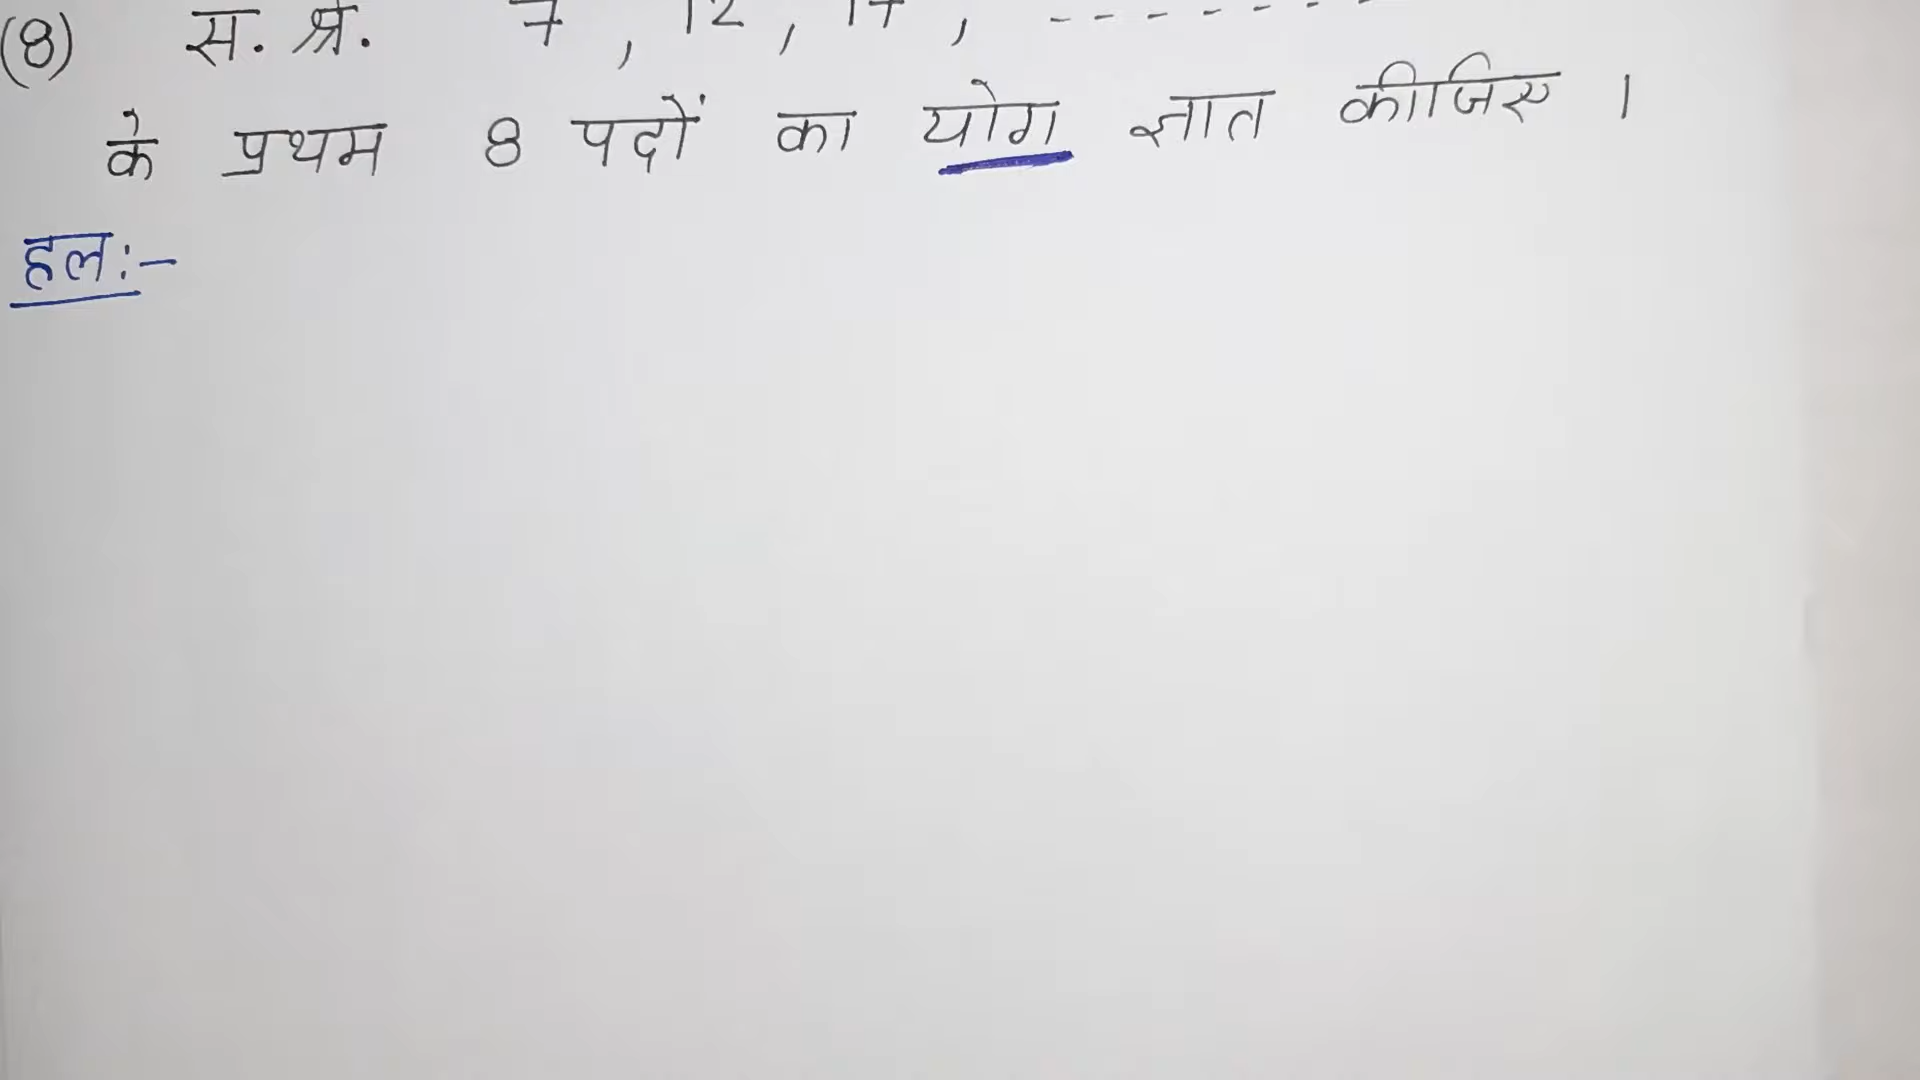 (8) स. श्रे. 7, 12, 17, --------
के प्रथम 8 पदों का योग ज्ञात कीजिए ।
हलः-